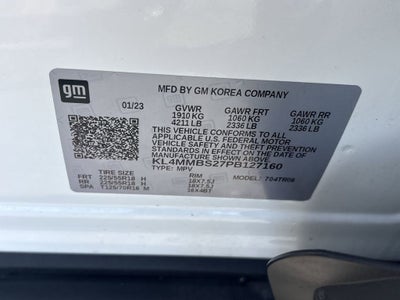 gm
MFD BY GM KOREA COMPANY
01/23 GVWR GAWR FRT GAWR RR
1910 KG 1060 KG 1060 KG
4211 LB 2336 LB 2336 LB
THIS VEHICLE CONFORMS TO ALL
APPLICABLE U.S. FEDERAL MOTOR
VEHICLE SAFETY AND THEFT PREVENTION
STANDARDS IN EFFECT ON THE DATE OF
MANUFACTURE SHOWN ABOVE.
KL4MMBS27PB127160
TYPE: MPV MODEL:
TIRE SIZE RIM
FRT 225/55R18 H 18X7.5J
RR 225/55R18 H 18X7.5J
SPA T125/70R16 M 16X4BT